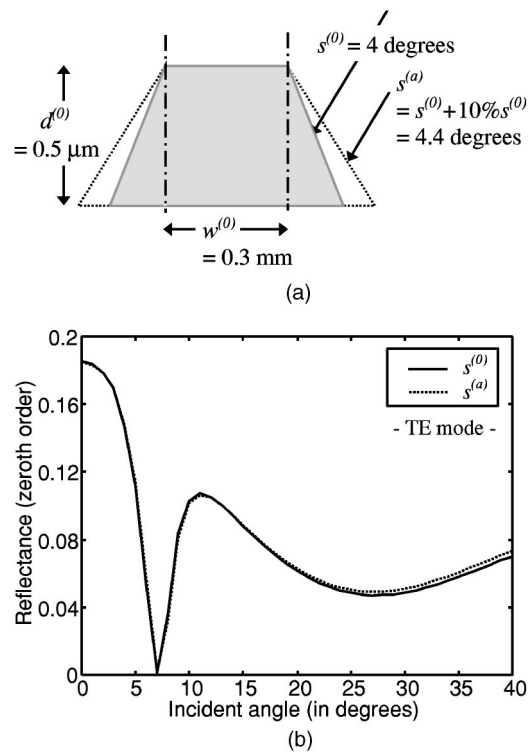 s(0) = 4 degrees
s(a)
= s(0)+10%s(0)
= 4.4 degrees
d(0)
= 0.5 μm
w(0)
= 0.3 mm
(a)
0.2
0.16
0.12
0.08
0.04
0
Reflectance (zeroth order)
s(0)
s(a)
- TE mode -
0 5 10 15 20 25 30 35 40
Incident angle (in degrees)
(b)